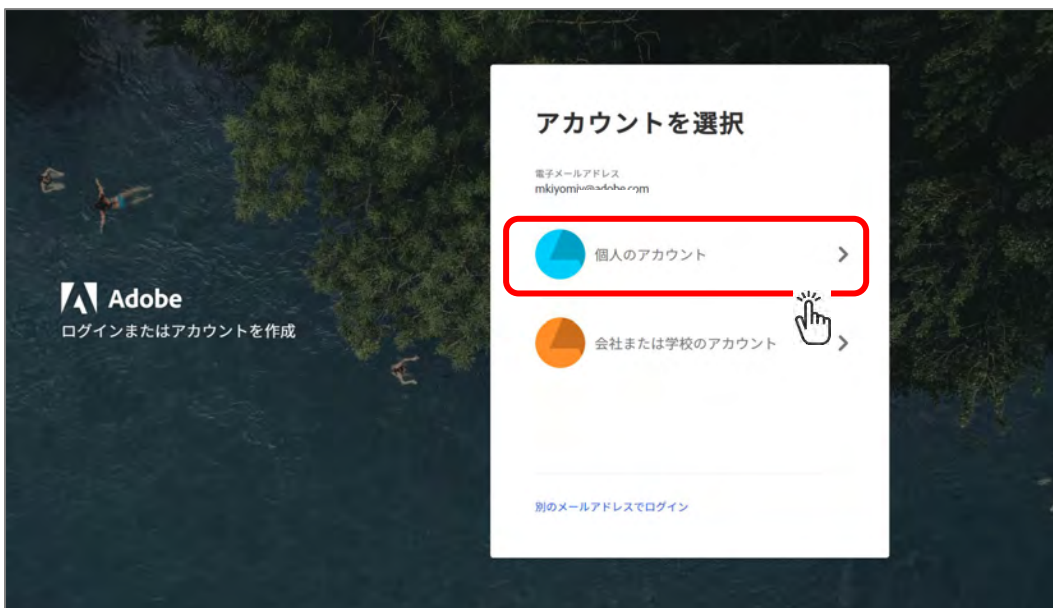 アカウントを選択
電子メールアドレス
個人のアカウント
Adobe
ログインまたはアカウントを作成
会社または学校のアカウント
別のメールアドレスでログイン